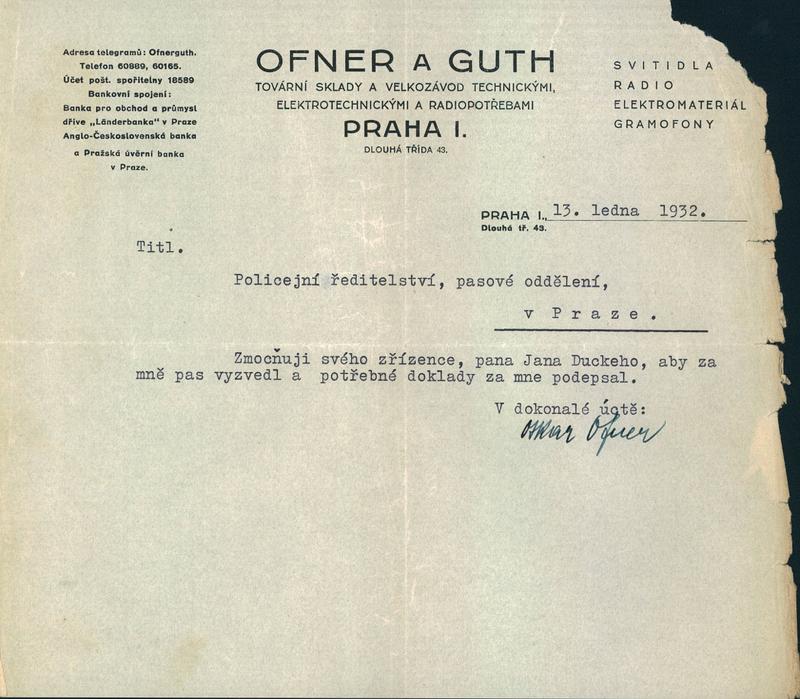 Adresa telegramů: Ofnerguth.
Telefon 60889, 60165.
Účet pošt. spořitelny 18589
Bankovní spojení:
Banka pro obchod a průmysl
dříve „Länderbanka" v Praze
Anglo-Československá banka
a Pražská úvěrní banka
v Praze.
OFNER A GUTH
TOVÁRNÍ SKLADY A VELKOZÁVOD TECHNICKÝMI,
ELEKTROTECHNICKÝMI A RADIOPOTŘEBAMI
PRAHA I.
DLOUHÁ TŘÍDA 43.
SVITIDLA
RADIO
ELEKTROMATERIÁL
GRAMOFONY
PRAHA I., 13. ledna 1932.
Dlouhá tř. 43.
Titl.
Policejní ředitelství, pasové oddělení,
v Praze.
Zmocňuji svého zřízence, pana Jana Duckeho, aby za
mně pas vyzvedl a potřebné doklady za mne podepsal.
V dokonalé úctě:
Oskar Ofner